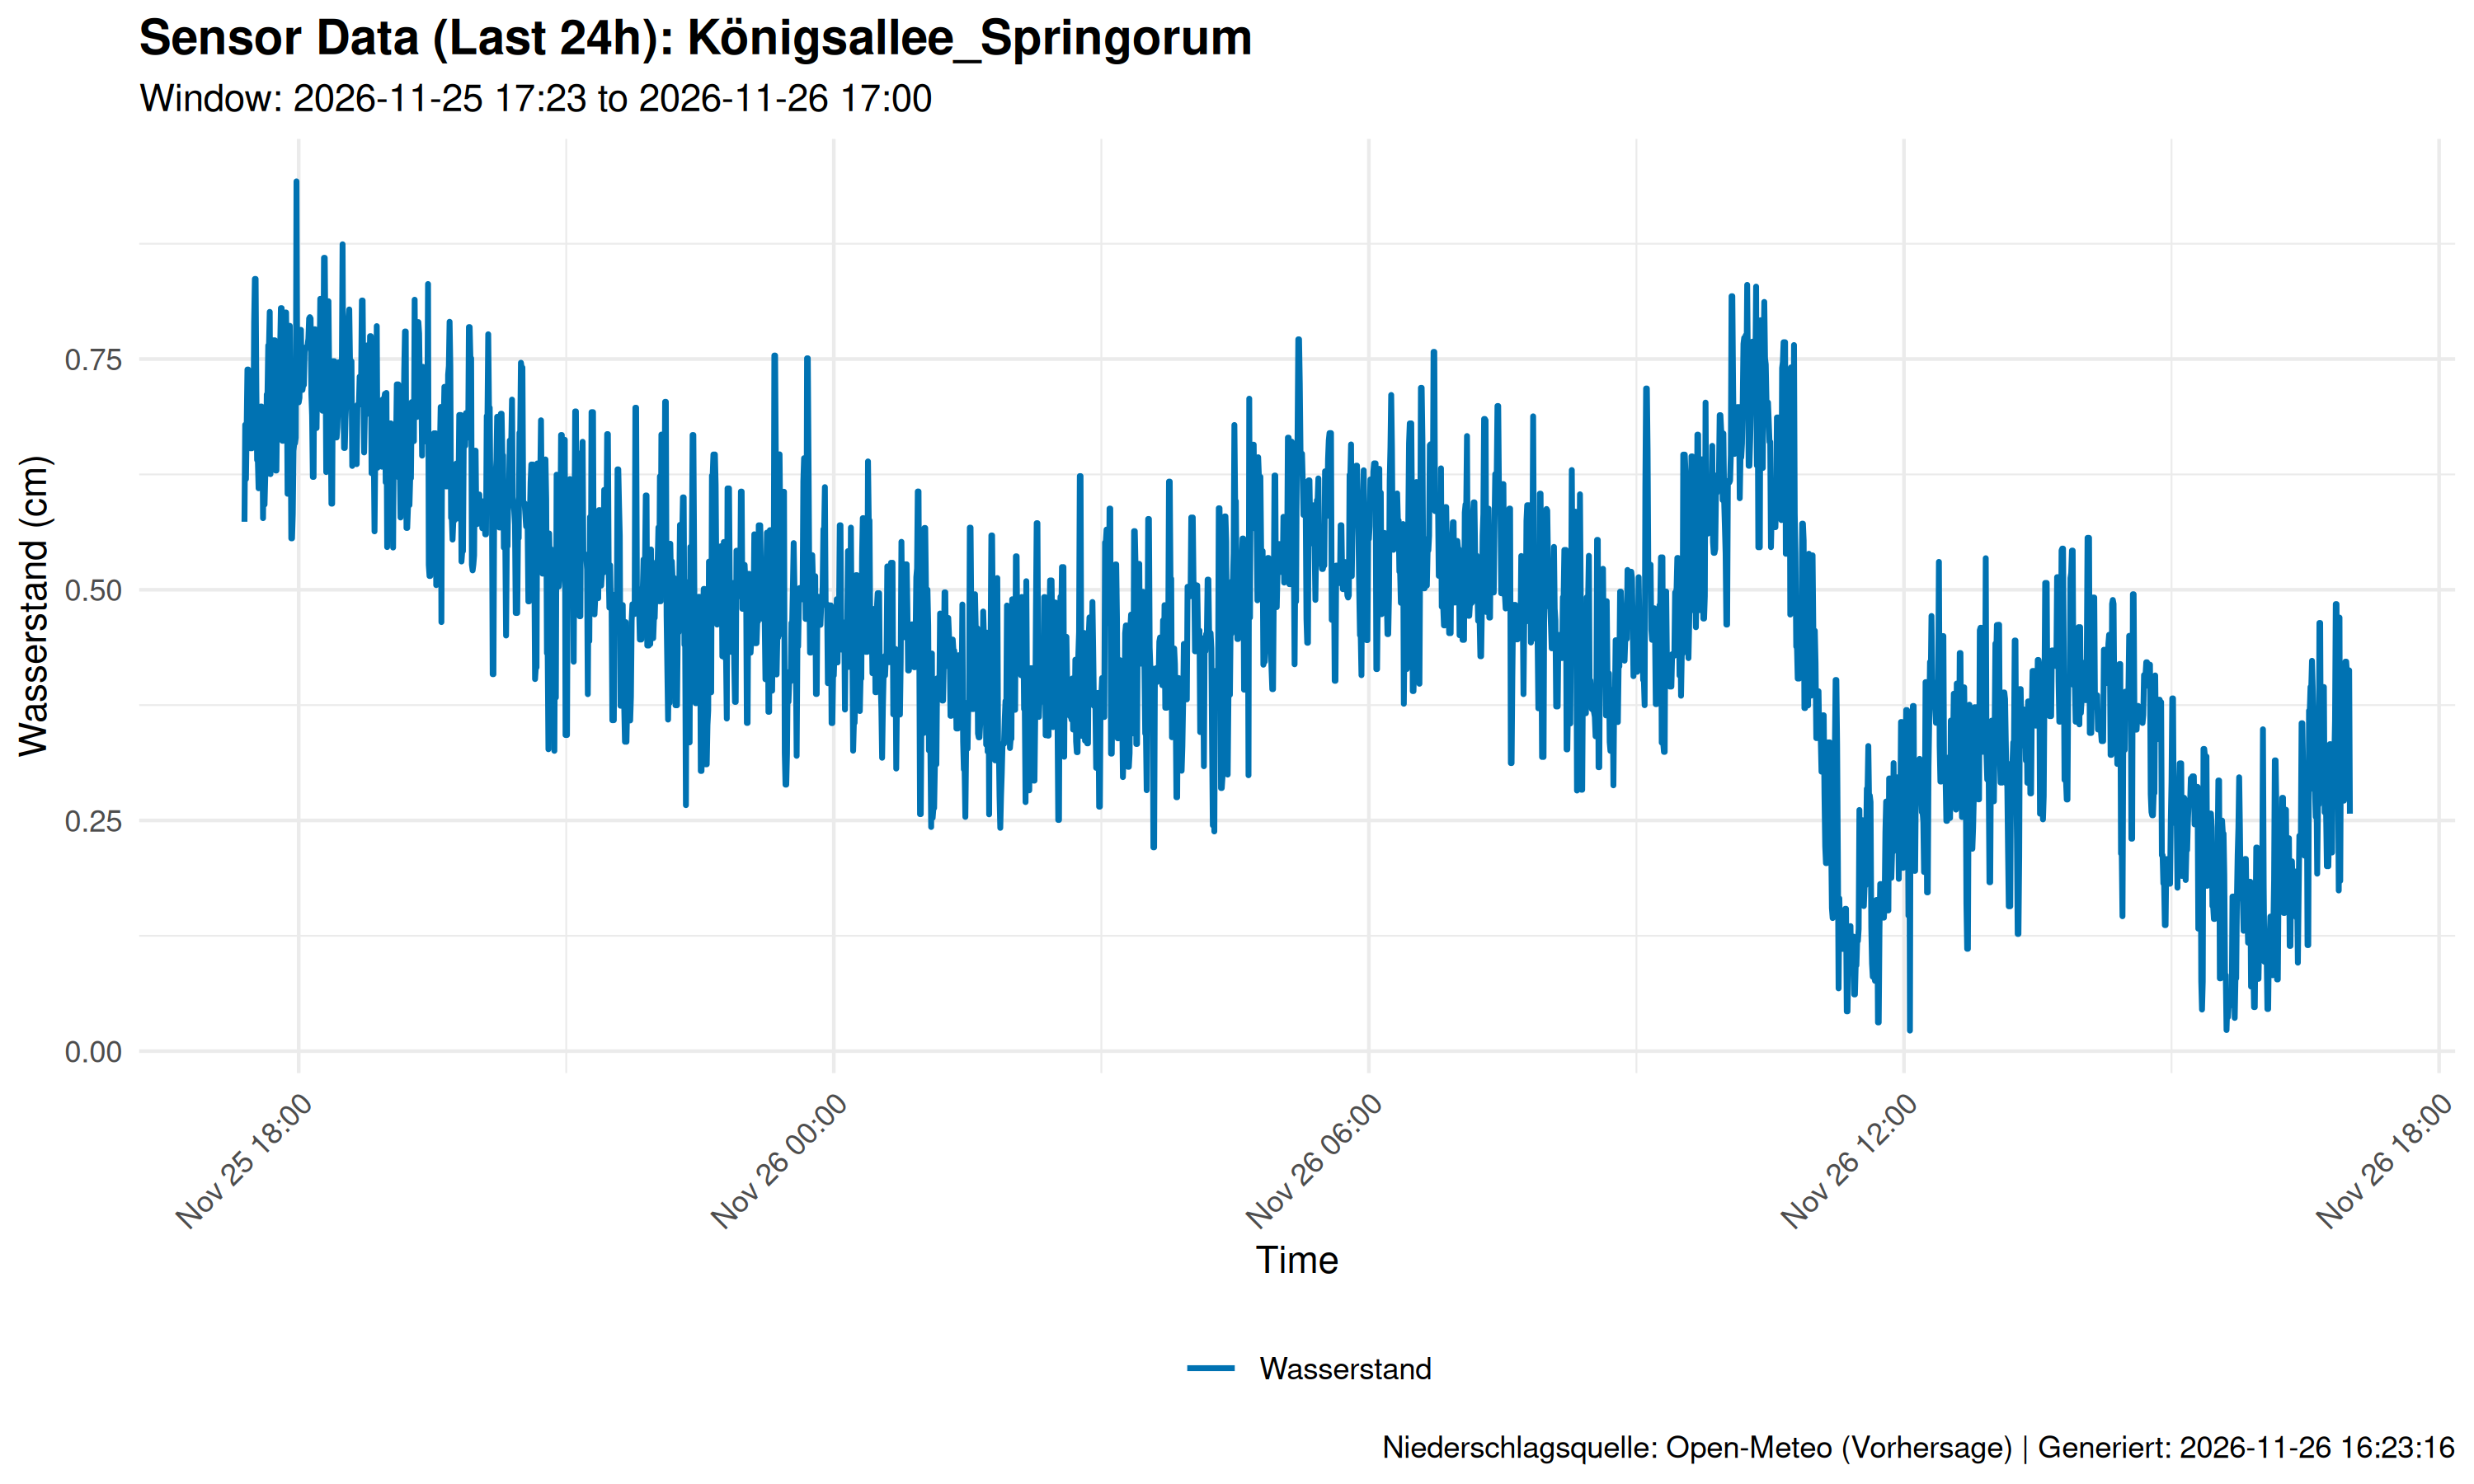 Sensor Data (Last 24h): Königsallee_Springorum
Window: 2026-11-25 17:23 to 2026-11-26 17:00
Wasserstand (cm)
0.75
0.50
0.25
0.00
Nov 25 18:00
Nov 26 00:00
Nov 26 06:00
Nov 26 12:00
Nov 26 18:00
Time
Wasserstand
Niederschlagsquelle: Open-Meteo (Vorhersage) | Generiert: 2026-11-26 16:23:16